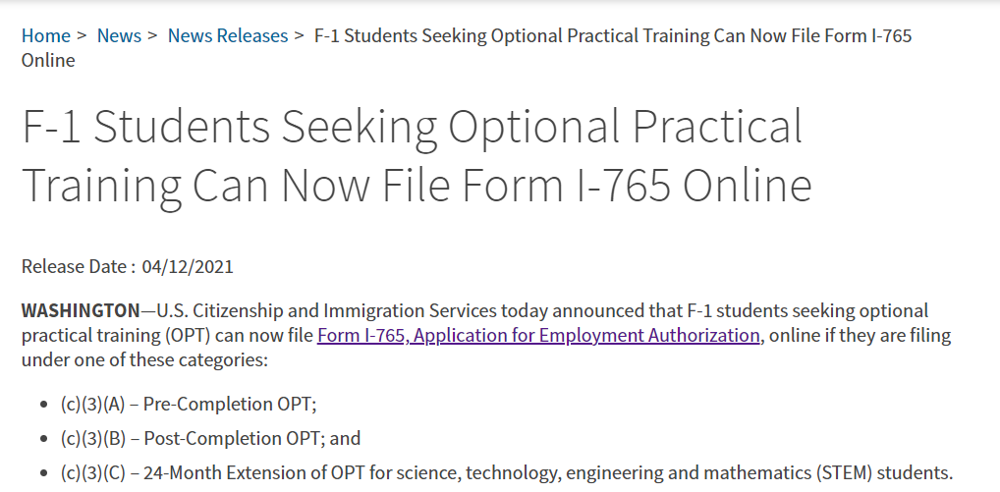 Home > News > News Releases > F-1 Students Seeking Optional Practical Training Can Now File Form I-765
Online
F-1 Students Seeking Optional Practical
Training Can Now File Form I-765 Online
Release Date : 04/12/2021
WASHINGTON—U.S. Citizenship and Immigration Services today announced that F-1 students seeking optional
practical training (OPT) can now file Form I-765, Application for Employment Authorization, online if they are filing
under one of these categories:
• (c)(3)(A) – Pre-Completion OPT;
• (c)(3)(B) – Post-Completion OPT; and
• (c)(3)(C) – 24-Month Extension of OPT for science, technology, engineering and mathematics (STEM) students.